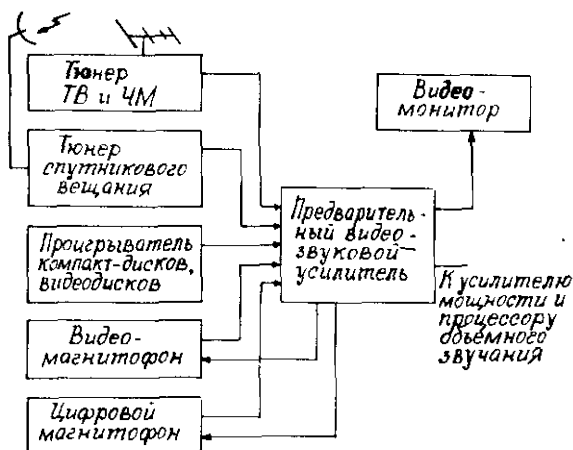 Тюнер
ТВ и ЧМ
Тюнер
спутникового
вещания
Проигрыватель
компакт-дисков,
видеодисков
Видео-
магнитофон
Цифровой
магнитофон
Предваритель-
ный видео-
звуковой
усилитель
Видео-
монитор
К усилителю
мощности и
процессору
объемного
звучания